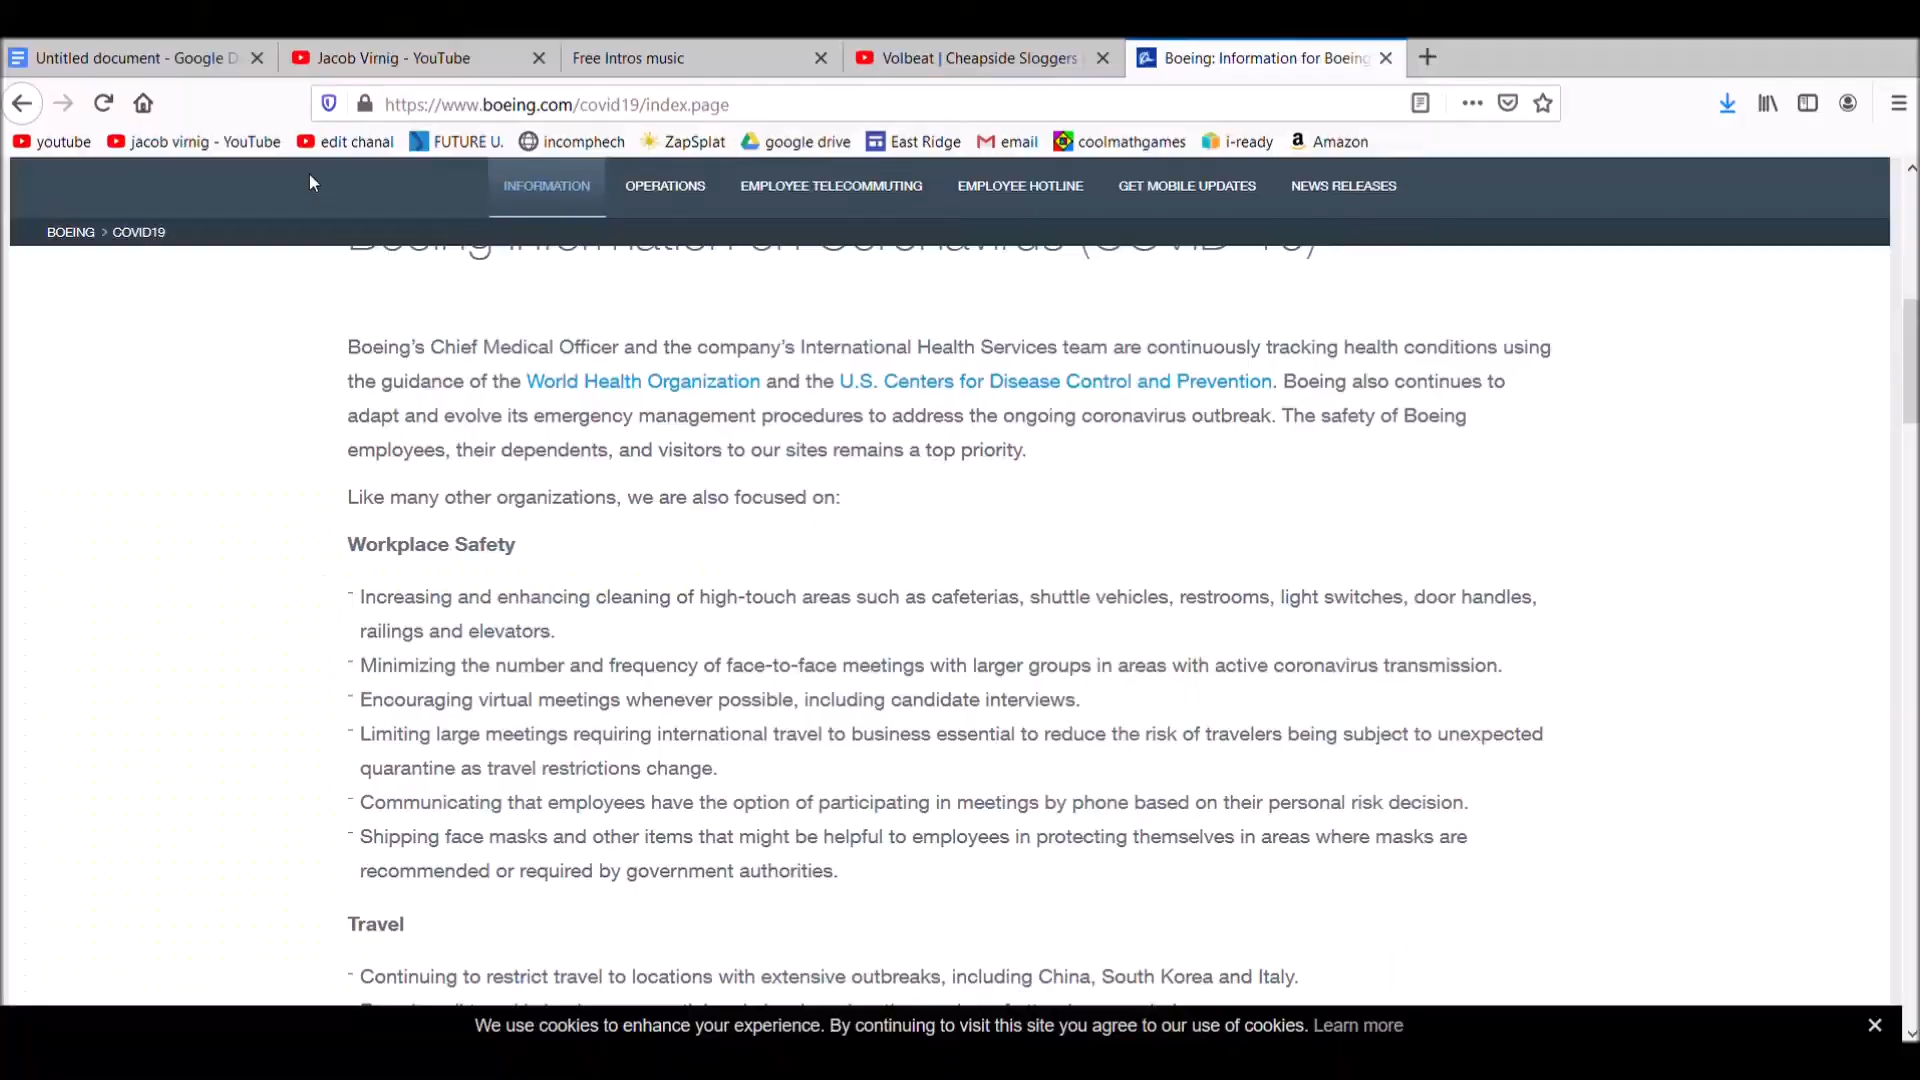 Untitled document - Google D
Jacob Virnig - YouTube
Free Intros music
Volbeat | Cheapside Sloggers
Boeing: Information for Boeing
https://www.boeing.com/covid19/index.page
youtube
jacob virnig - YouTube
edit chanal
FUTURE U.
incomphech
ZapSplat
google drive
East Ridge
email
coolmathgames
i-ready
Amazon
INFORMATION
OPERATIONS
EMPLOYEE TELECOMMUTING
EMPLOYEE HOTLINE
GET MOBILE UPDATES
NEWS RELEASES
BOEING > COVID19
Boeing Information on Coronavirus (COVID-19)
Boeing’s Chief Medical Officer and the company’s International Health Services team are continuously tracking health conditions using
the guidance of the World Health Organization and the U.S. Centers for Disease Control and Prevention. Boeing also continues to
adapt and evolve its emergency management procedures to address the ongoing coronavirus outbreak. The safety of Boeing
employees, their dependents, and visitors to our sites remains a top priority.
Like many other organizations, we are also focused on:
Workplace Safety
- Increasing and enhancing cleaning of high-touch areas such as cafeterias, shuttle vehicles, restrooms, light switches, door handles,
railings and elevators.
- Minimizing the number and frequency of face-to-face meetings with larger groups in areas with active coronavirus transmission.
- Encouraging virtual meetings whenever possible, including candidate interviews.
- Limiting large meetings requiring international travel to business essential to reduce the risk of travelers being subject to unexpected
quarantine as travel restrictions change.
- Communicating that employees have the option of participating in meetings by phone based on their personal risk decision.
- Shipping face masks and other items that might be helpful to employees in protecting themselves in areas where masks are
recommended or required by government authorities.
Travel
- Continuing to restrict travel to locations with extensive outbreaks, including China, South Korea and Italy.
We use cookies to enhance your experience. By continuing to visit this site you agree to our use of cookies. Learn more